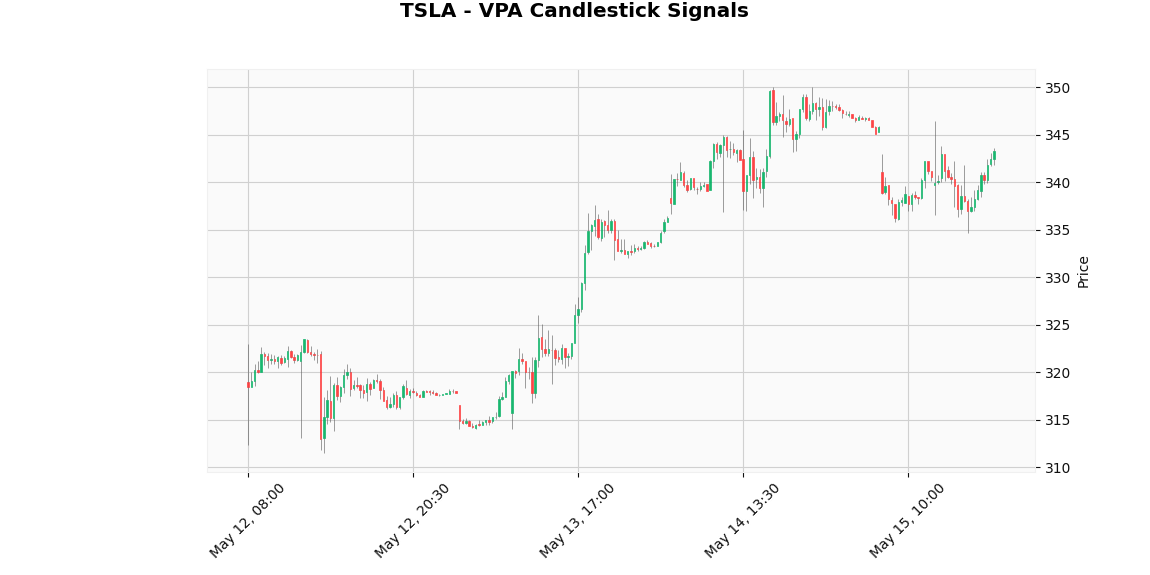 TSLA - VPA Candlestick Signals
350
345
340
335
330
325
320
315
310
Price
May 12, 08:00
May 12, 20:30
May 13, 17:00
May 14, 13:30
May 15, 10:00